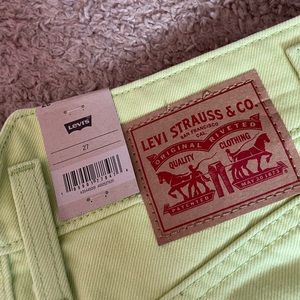 Levi's
27
LEVI STRAUSS & CO.
SAN FRANCISCO
CAL.
ORIGINAL RIVETED
QUALITY CLOTHING
PATENTED
MAY 20 1873